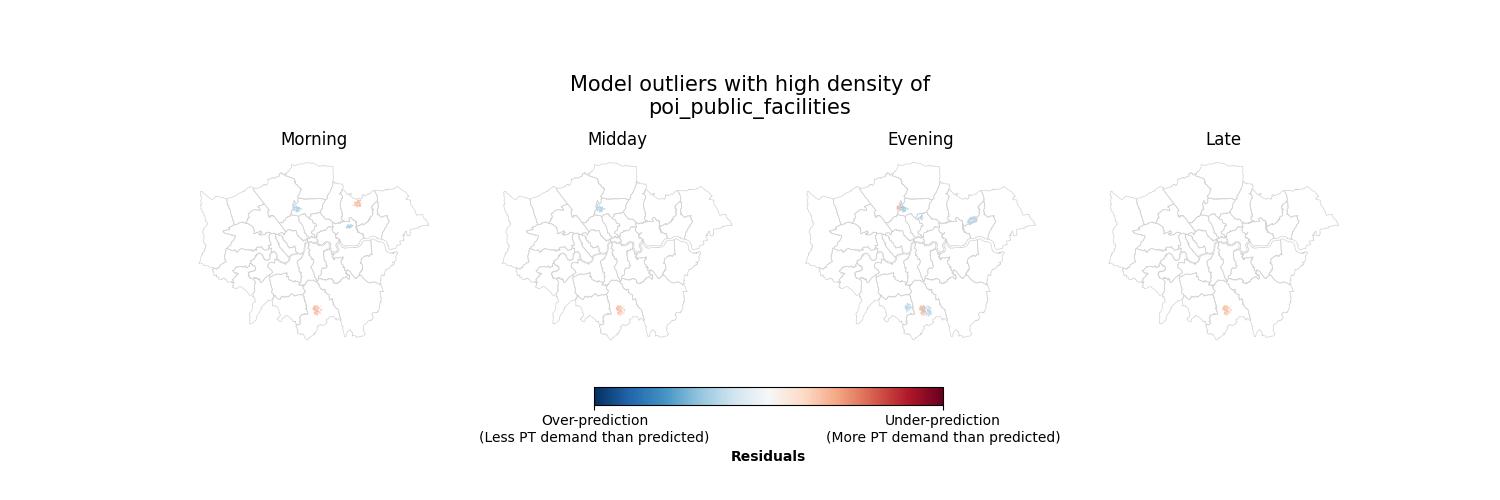 Model outliers with high density of
poi_public_facilities
Morning
Midday
Evening
Late
Over-prediction
(Less PT demand than predicted)
Under-prediction
(More PT demand than predicted)
Residuals